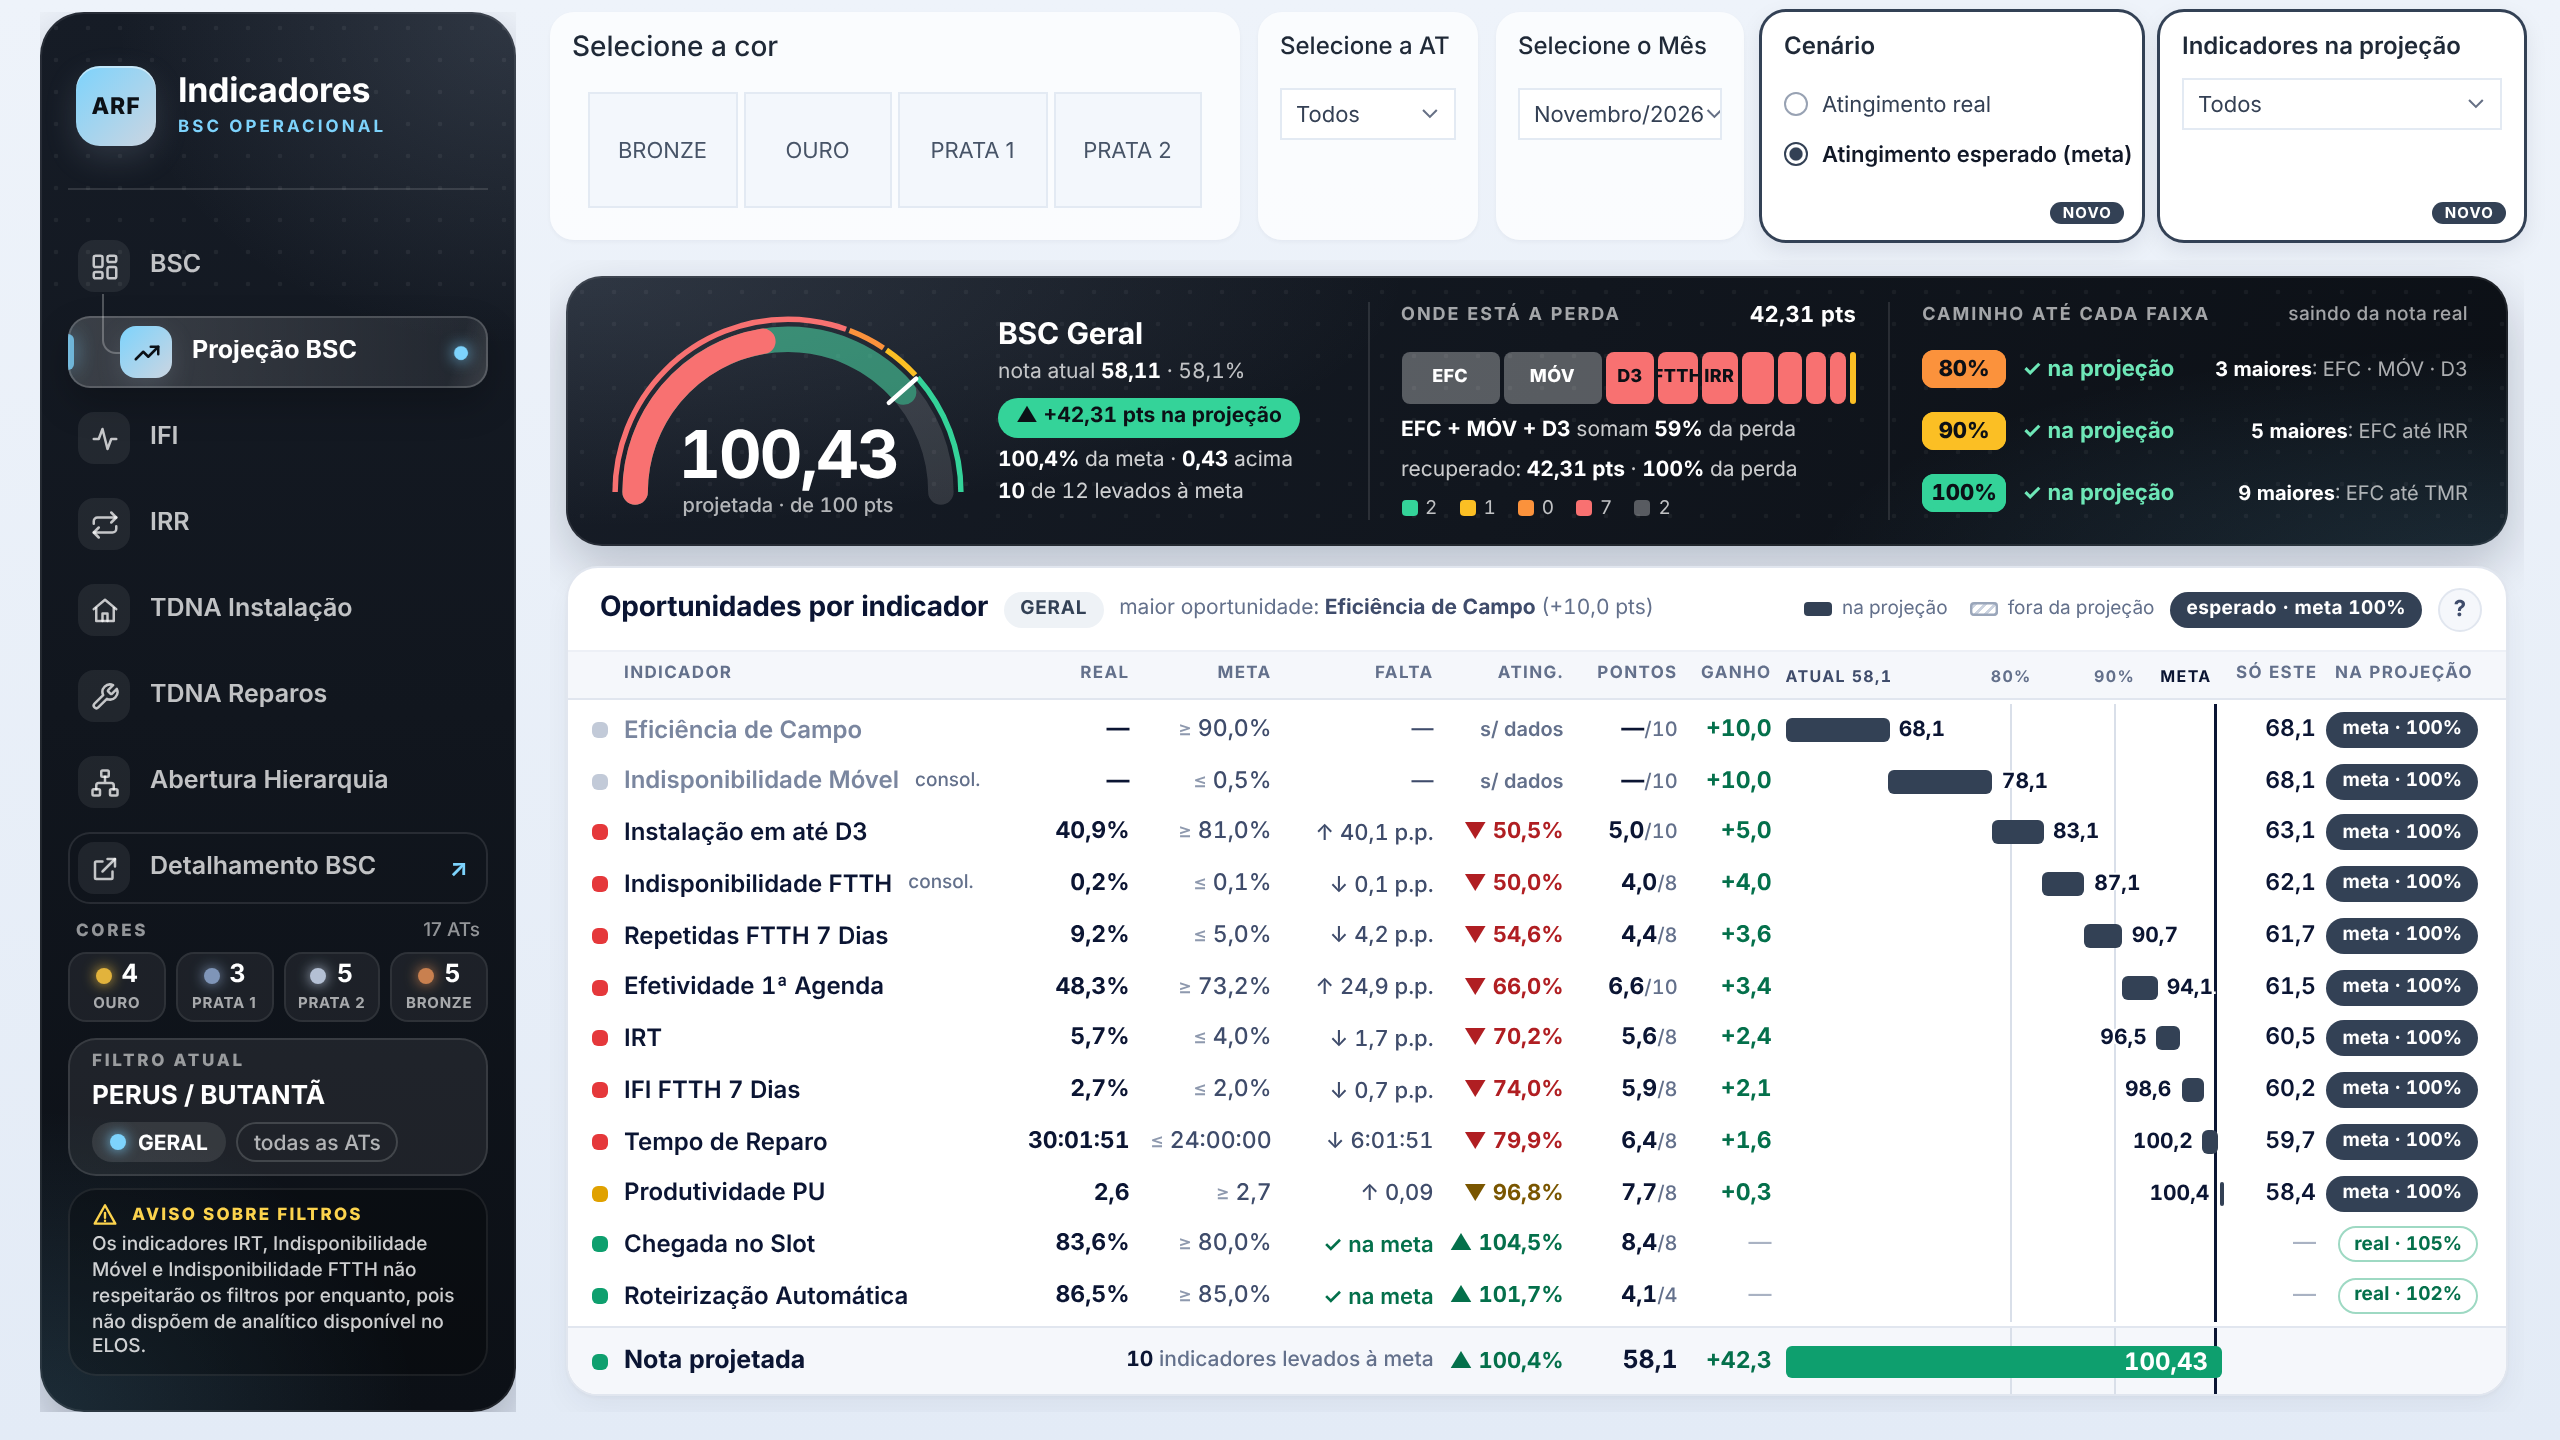 ARF
Indicadores
BSC OPERACIONAL
BSC
Projeção BSC
IFI
IRR
TDNA Instalação
TDNA Reparos
Abertura Hierarquia
Detalhamento BSC
CORES 17 ATs
4 3 5 5
OURO PRATA 1 PRATA 2 BRONZE
FILTRO ATUAL
PERUS / BUTANTÃ
GERAL todas as ATs
AVISO SOBRE FILTROS
Os indicadores IRT, Indisponibilidade
Móvel e Indisponibilidade FTTH não
respeitarão os filtros por enquanto, pois
não dispõem de analítico disponível no
ELOS.
Selecione a cor
BRONZE OURO PRATA 1 PRATA 2
Selecione a AT
Todos
Selecione o Mês
Novembro/2026
Cenário
Atingimento real
Atingimento esperado (meta)
NOVO
Indicadores na projeção
Todos
NOVO
100,43
projetada · de 100 pts
BSC Geral
nota atual 58,11 · 58,1%
▲ +42,31 pts na projeção
100,4% da meta · 0,43 acima
10 de 12 levados à meta
ONDE ESTÁ A PERDA 42,31 pts
EFC MÓV D3 FTTH IRR
EFC + MÓV + D3 somam 59% da perda
recuperado: 42,31 pts · 100% da perda
2 1 0 7 2
CAMINHO ATÉ CADA FAIXA saindo da nota real
80% ✓ na projeção 3 maiores: EFC · MÓV · D3
90% ✓ na projeção 5 maiores: EFC até IRR
100% ✓ na projeção 9 maiores: EFC até TMR
Oportunidades por indicador GERAL maior oportunidade: Eficiência de Campo (+10,0 pts) na projeção fora da projeção esperado · meta 100% ?
INDICADOR REAL META FALTA ATING. PONTOS GANHO ATUAL 58,1 80% 90% META SÓ ESTE NA PROJEÇÃO
Eficiência de Campo — ≥ 90,0% — s/ dados —/10 +10,0 68,1 68,1 meta · 100%
Indisponibilidade Móvel consol. — ≤ 0,5% — s/ dados —/10 +10,0 78,1 68,1 meta · 100%
Instalação em até D3 40,9% ≥ 81,0% ↑ 40,1 p.p. ▼ 50,5% 5,0/10 +5,0 83,1 63,1 meta · 100%
Indisponibilidade FTTH consol. 0,2% ≤ 0,1% ↓ 0,1 p.p. ▼ 50,0% 4,0/8 +4,0 87,1 62,1 meta · 100%
Repetidas FTTH 7 Dias 9,2% ≤ 5,0% ↓ 4,2 p.p. ▼ 54,6% 4,4/8 +3,6 90,7 61,7 meta · 100%
Efetividade 1ª Agenda 48,3% ≥ 73,2% ↑ 24,9 p.p. ▼ 66,0% 6,6/10 +3,4 94,1 61,5 meta · 100%
IRT 5,7% ≤ 4,0% ↓ 1,7 p.p. ▼ 70,2% 5,6/8 +2,4 96,5 60,5 meta · 100%
IFI FTTH 7 Dias 2,7% ≤ 2,0% ↓ 0,7 p.p. ▼ 74,0% 5,9/8 +2,1 98,6 60,2 meta · 100%
Tempo de Reparo 30:01:51 ≤ 24:00:00 ↓ 6:01:51 ▼ 79,9% 6,4/8 +1,6 100,2 59,7 meta · 100%
Produtividade PU 2,6 ≥ 2,7 ↑ 0,09 ▼ 96,8% 7,7/8 +0,3 100,4 58,4 meta · 100%
Chegada no Slot 83,6% ≥ 80,0% ✓ na meta ▲ 104,5% 8,4/8 — — real · 105%
Roteirização Automática 86,5% ≥ 85,0% ✓ na meta ▲ 101,7% 4,1/4 — — real · 102%
Nota projetada 10 indicadores levados à meta ▲ 100,4% 58,1 +42,3 100,43